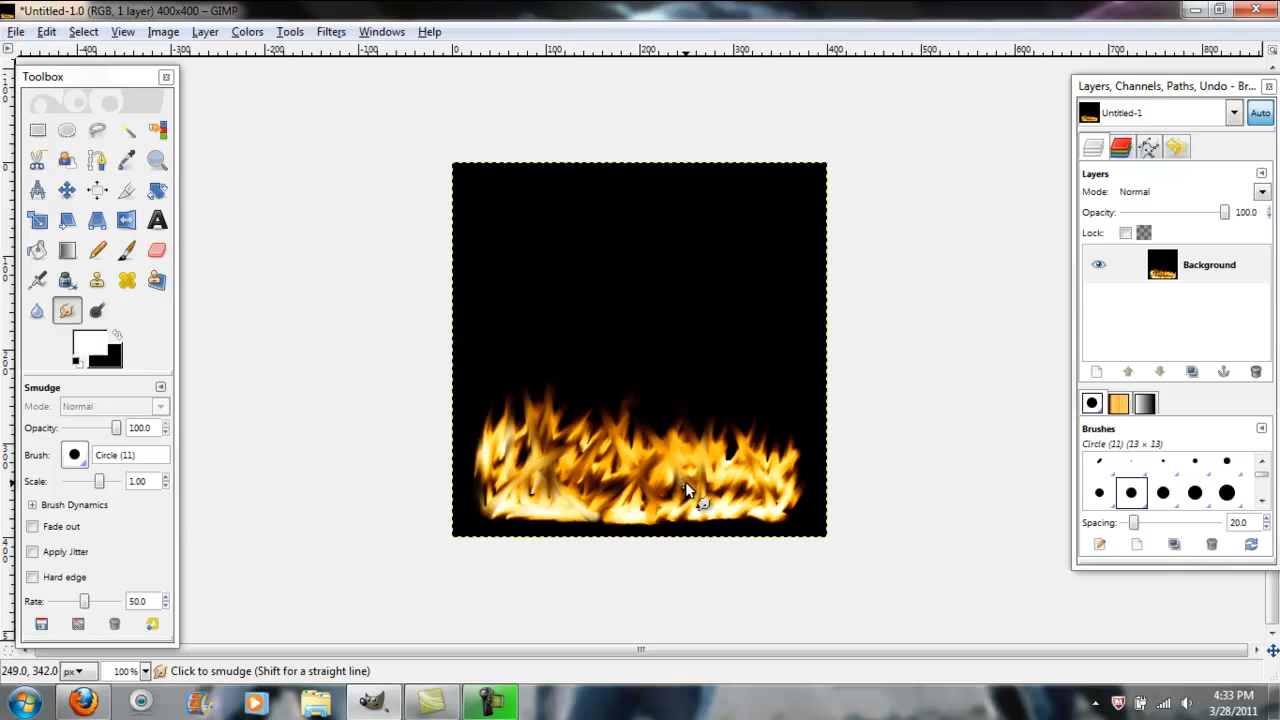 *Untitled-1.0 (RGB, 1 layer) 400x400 – GIMP
File Edit Select View Image Layer Colors Tools Filters Windows Help
-400 -300 -200 -100 0 100 200 300 400 500 600 700 800
Toolbox
Smudge
Mode: Normal
Opacity: 100.0
Brush: Circle (11)
Scale: 1.00
Brush Dynamics
Fade out
Apply Jitter
Hard edge
Rate: 50.0
Layers, Channels, Paths, Undo - Br...
Untitled-1 Auto
Layers
Mode: Normal
Opacity: 100.0
Lock:
Background
Brushes
Circle (11) (13 × 13)
Spacing: 20.0
249.0, 342.0 px 100% Click to smudge (Shift for a straight line)
4:33 PM
3/28/2011